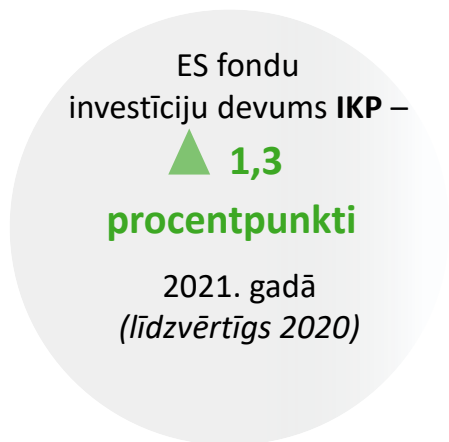 ES fondu
investīciju devums IKP –
1,3
procentpunkti
2021. gadā
(līdzvērtīgs 2020)